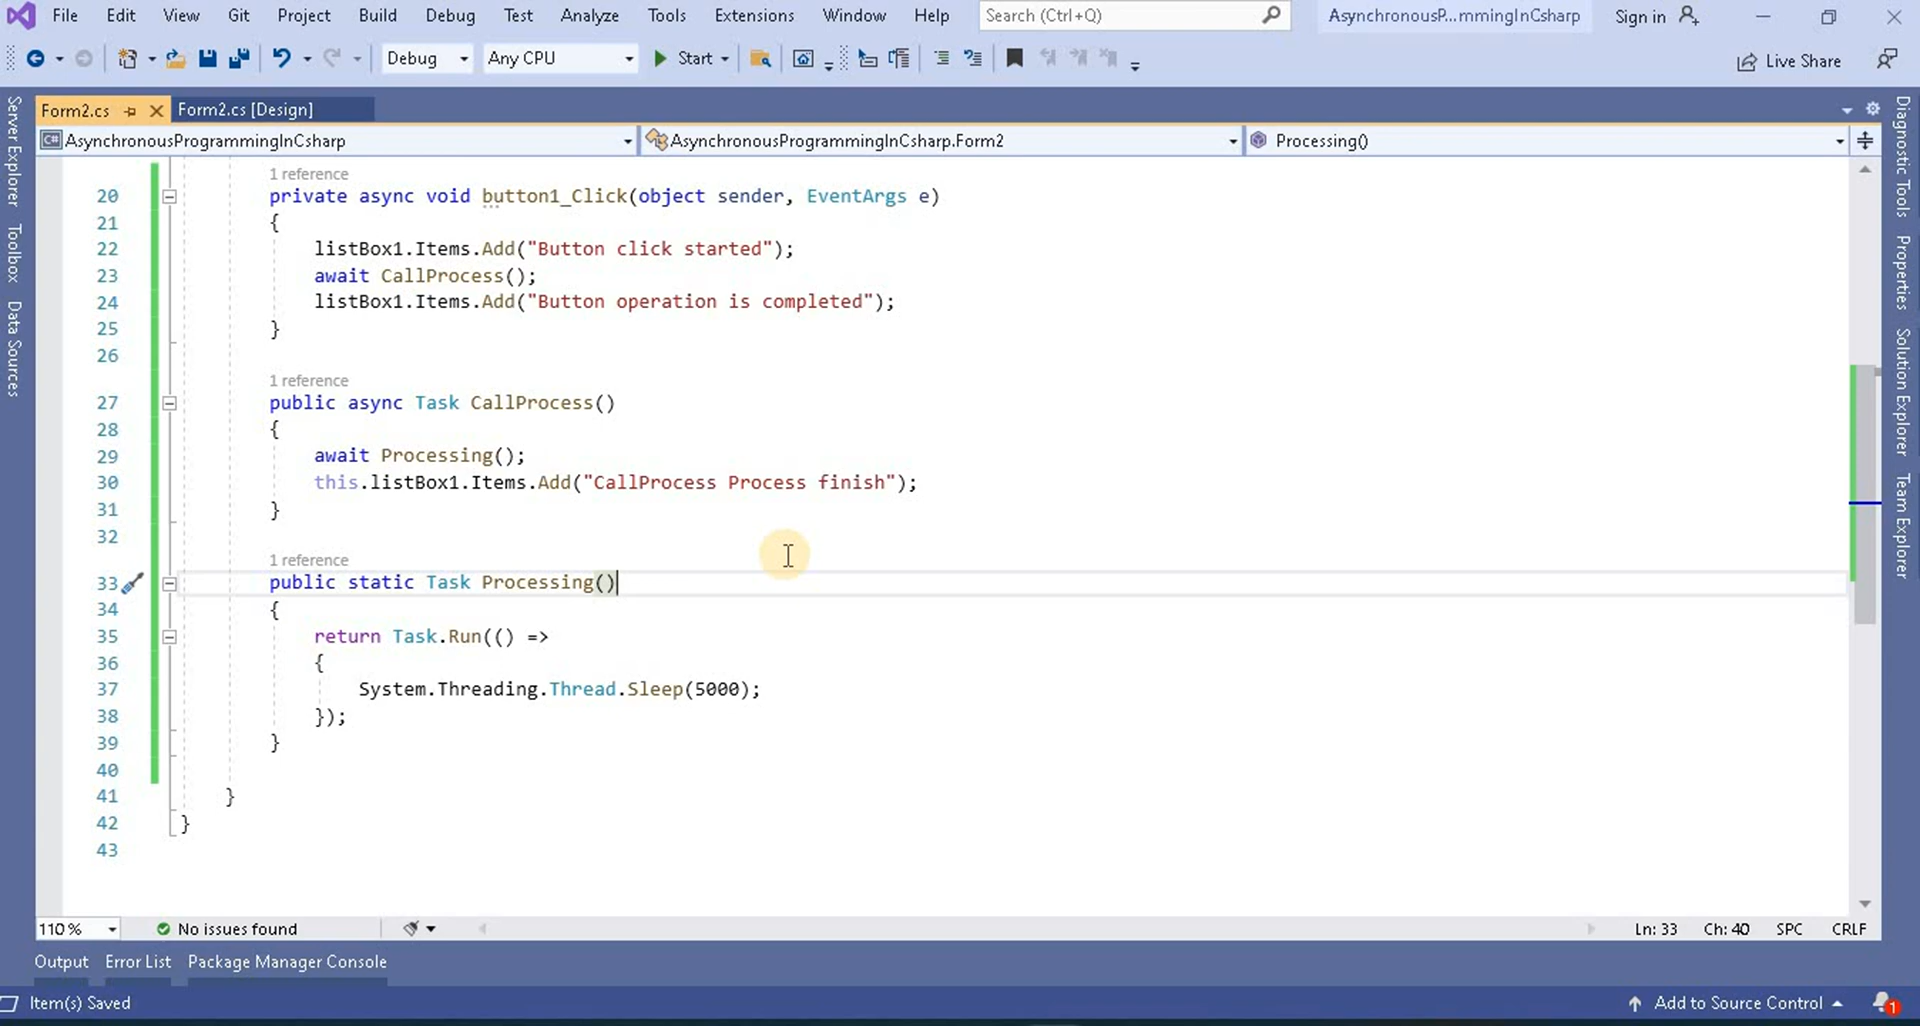 File Edit View Git Project Build Debug Test Analyze Tools Extensions Window Help Search (Ctrl+Q) AsynchronousP...mmingInCsharp Sign in
Debug Any CPU Start Live Share
Form2.cs Form2.cs [Design]
C# AsynchronousProgrammingInCsharp AsynchronousProgrammingInCsharp.Form2 Processing()
Server Explorer
Toolbox
Data Sources
1 reference
20 private async void button1_Click(object sender, EventArgs e)
21 {
22 listBox1.Items.Add("Button click started");
23 await CallProcess();
24 listBox1.Items.Add("Button operation is completed");
25 }
26
1 reference
27 public async Task CallProcess()
28 {
29 await Processing();
30 this.listBox1.Items.Add("CallProcess Process finish");
31 }
32
1 reference
33 public static Task Processing()
34 {
35 return Task.Run(() =>
36 {
37 System.Threading.Thread.Sleep(5000);
38 });
39 }
40
41 }
42 }
43
Diagnostic Tools
Properties
Solution Explorer
Team Explorer
110 % No issues found Ln: 33 Ch: 40 SPC CRLF
Output Error List Package Manager Console
Item(s) Saved Add to Source Control 1